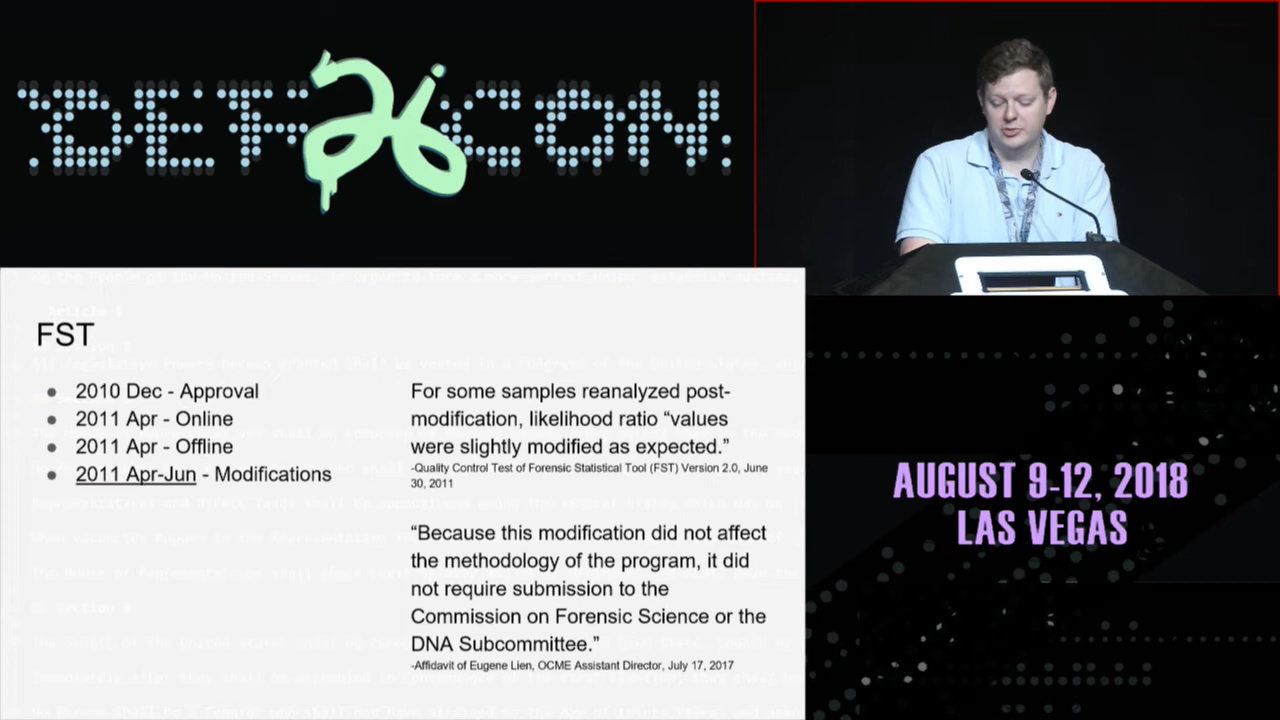 DEF 26 CON
FST
2010 Dec - Approval
2011 Apr - Online
2011 Apr - Offline
2011 Apr-Jun - Modifications
For some samples reanalyzed post-
modification, likelihood ratio “values
were slightly modified as expected.”
-Quality Control Test of Forensic Statistical Tool (FST) Version 2.0, June
30, 2011
“Because this modification did not affect
the methodology of the program, it did
not require submission to the
Commission on Forensic Science or the
DNA Subcommittee.”
-Affidavit of Eugene Lien, OCME Assistant Director, July 17, 2017
AUGUST 9-12, 2018
LAS VEGAS